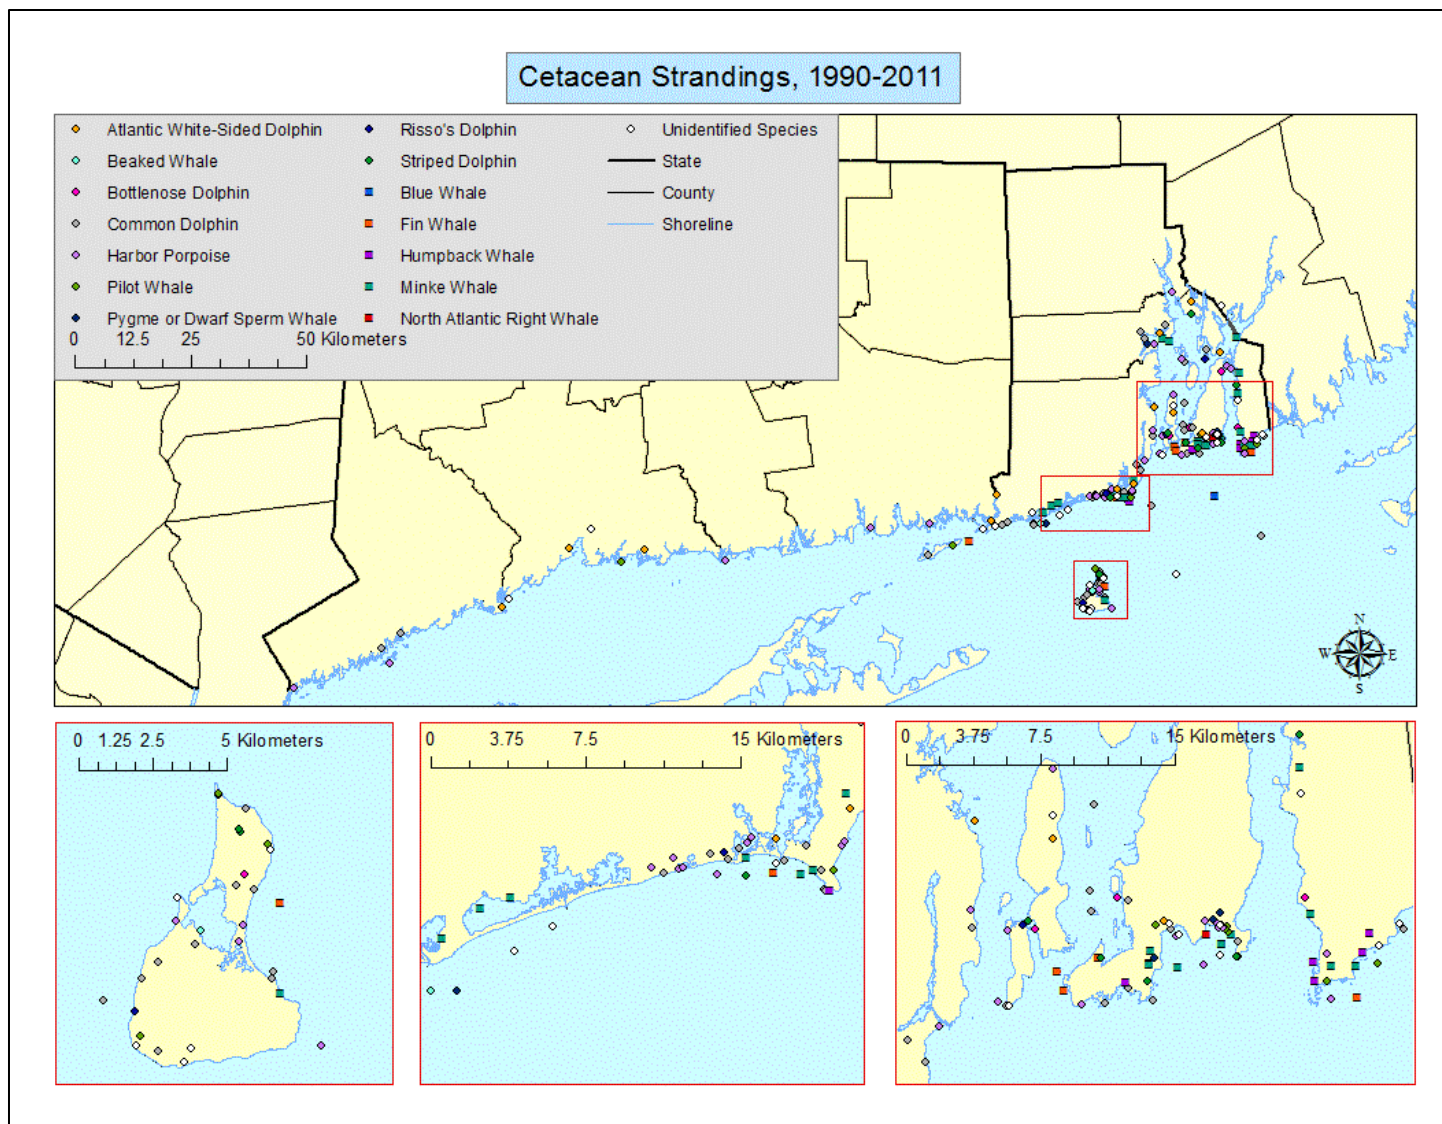 Cetacean Strandings, 1990-2011
Atlantic White-Sided Dolphin
Beaked Whale
Bottlenose Dolphin
Common Dolphin
Harbor Porpoise
Pilot Whale
Pygme or Dwarf Sperm Whale
Risso's Dolphin
Striped Dolphin
Blue Whale
Fin Whale
Humpback Whale
Minke Whale
North Atlantic Right Whale
Unidentified Species
State
County
Shoreline
0 12.5 25 50 Kilometers
N
W E
S
0 1.25 2.5 5 Kilometers
0 3.75 7.5 15 Kilometers
0 3.75 7.5 15 Kilometers